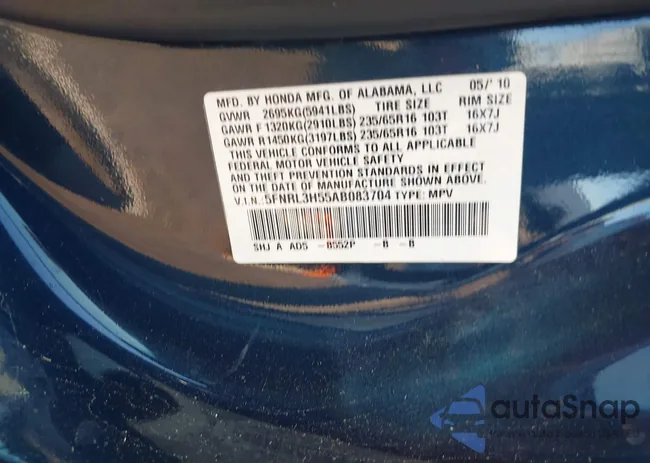 MFD. BY HONDA MFG. OF ALABAMA, LLC 05/'10
GVWR 2695KG(5941LBS) TIRE SIZE RIM SIZE
GAWR F 1320KG(2910LBS) 235/65R16 103T 16X7J
GAWR R1450KG(3197LBS) 235/65R16 103T 16X7J
THIS VEHICLE CONFORMS TO ALL APPLICABLE
FEDERAL MOTOR VEHICLE SAFETY
THEFT PREVENTION STANDARDS IN EFFECT
ON THE DATE OF MANUFACTURE SHOWN ABOVE.
V.I.N.: 5FNRL3H55AB083704 TYPE: MPV
SHJ A AD5 -B552P -B -B
autoSnap